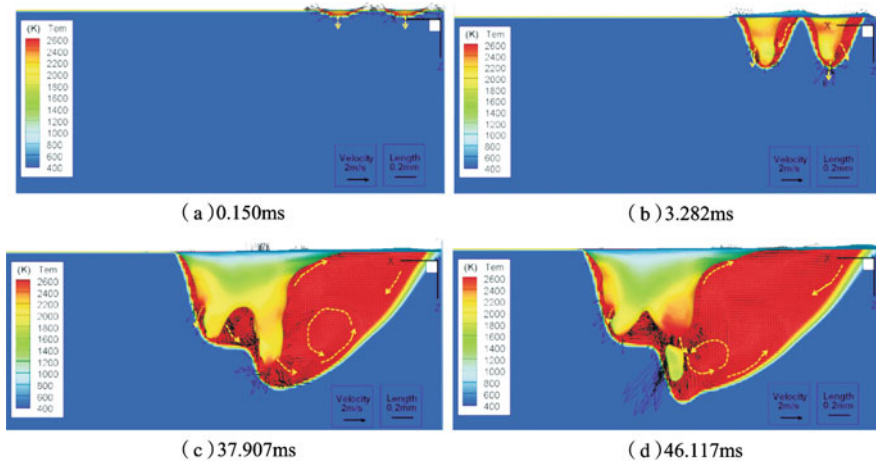 (K) Tem
2600
2400
2200
2000
1800
1600
1400
1200
1000
800
600
400
Velocity
2m/s
Length
0.2mm
(a)0.150ms
(K) Tem
2600
2400
2200
2000
1800
1600
1400
1200
1000
800
600
400
X
Z
Velocity
2m/s
Length
0.2mm
(b)3.282ms
(K) Tem
2600
2400
2200
2000
1800
1600
1400
1200
1000
800
600
400
X
Velocity
2m/s
Length
0.2mm
(c)37.907ms
(K) Tem
2600
2400
2200
2000
1800
1600
1400
1200
1000
800
600
400
X
Velocity
2m/s
Length
0.2mm
(d)46.117ms